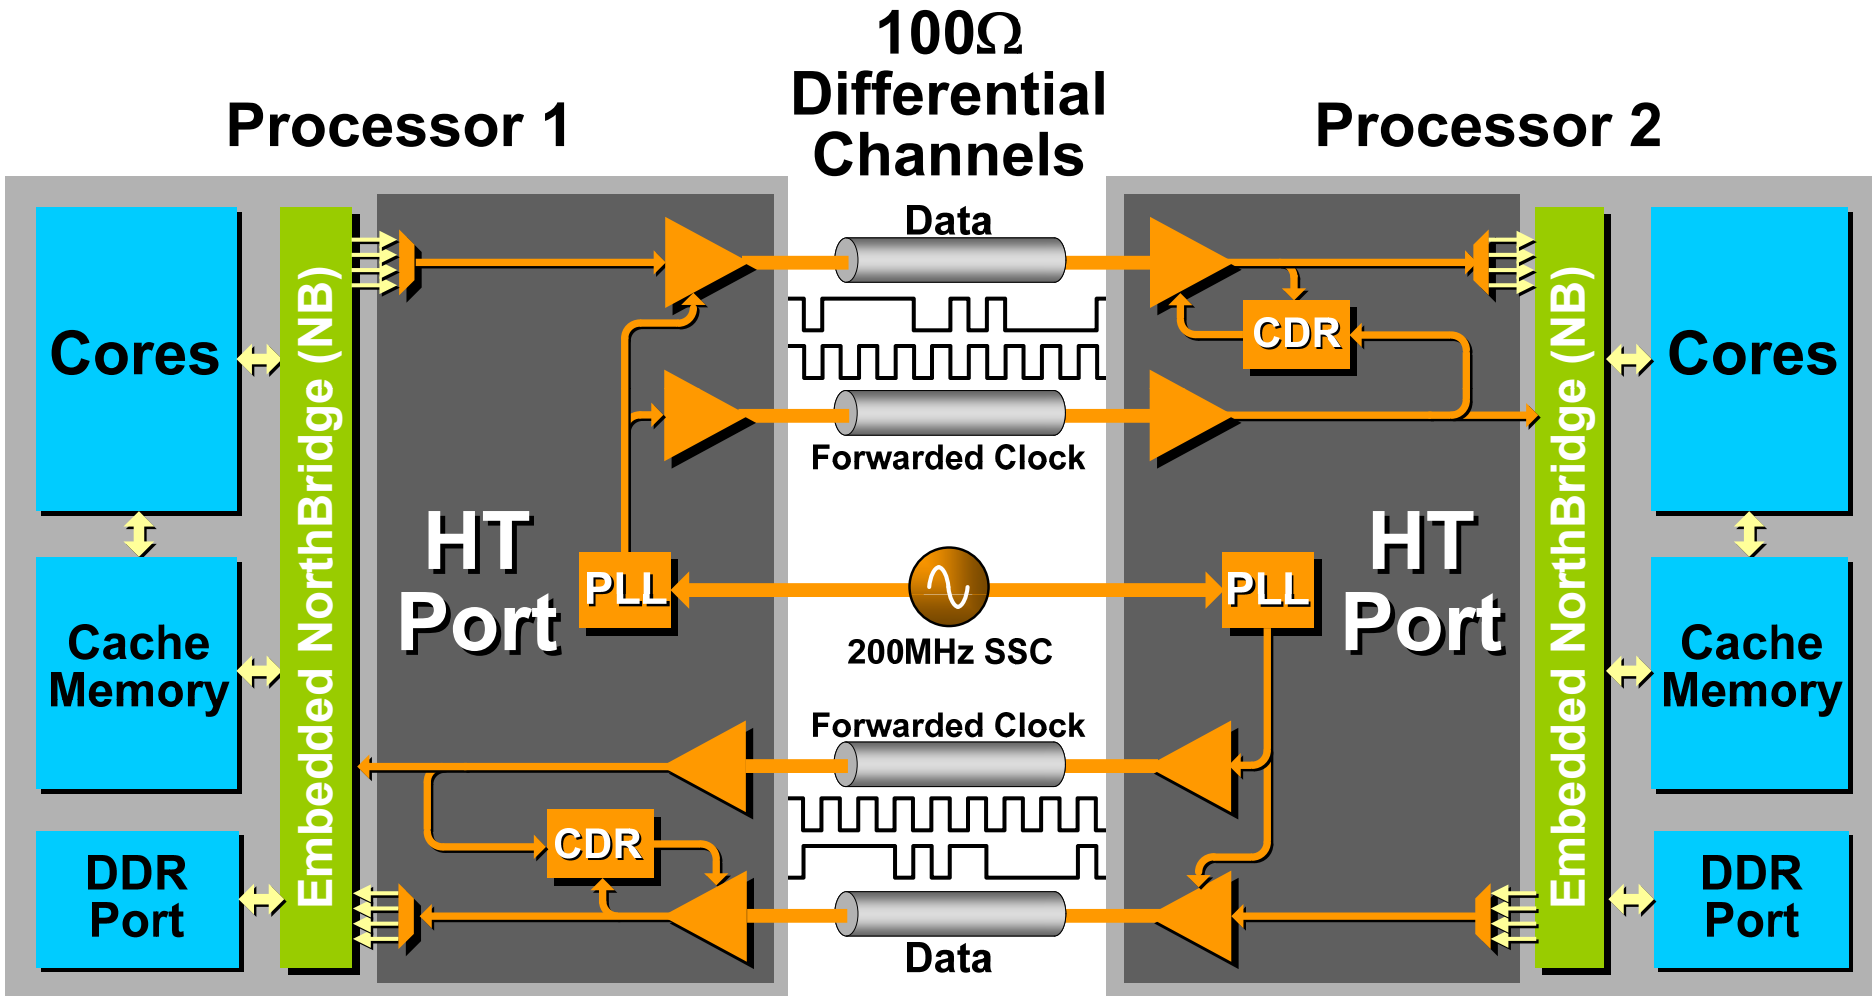 100Ω
Differential
Channels
Processor 1
Processor 2
Data
Cores
Embedded NorthBridge (NB)
CDR
Embedded NorthBridge (NB)
Cores
Forwarded Clock
HT
Port
PLL
200MHz SSC
PLL
HT
Port
Cache
Memory
Cache
Memory
Forwarded Clock
CDR
DDR
Port
Data
DDR
Port